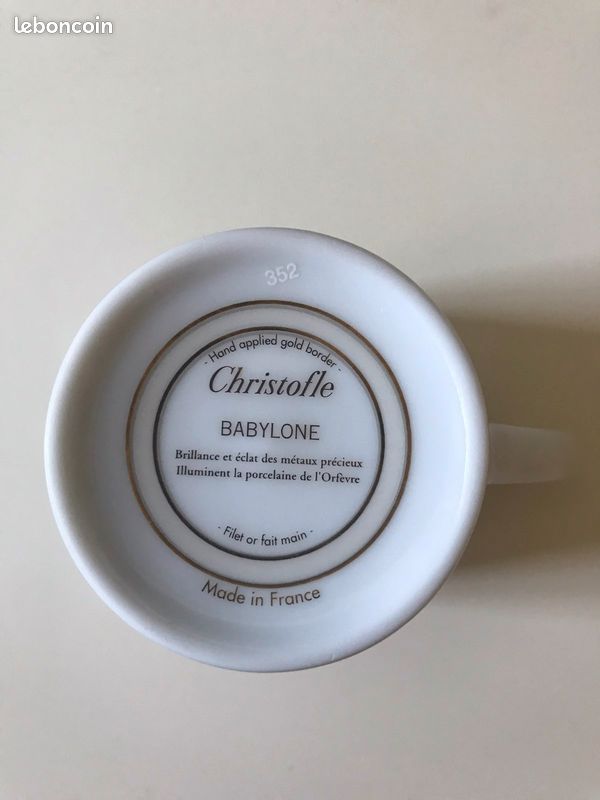 leboncoin
352
- Hand applied gold border -
Christofle
BABYLONE
Brillance et éclat des métaux précieux
Illuminent la porcelaine de l'Orfèvre
- Filet or fait main -
Made in France